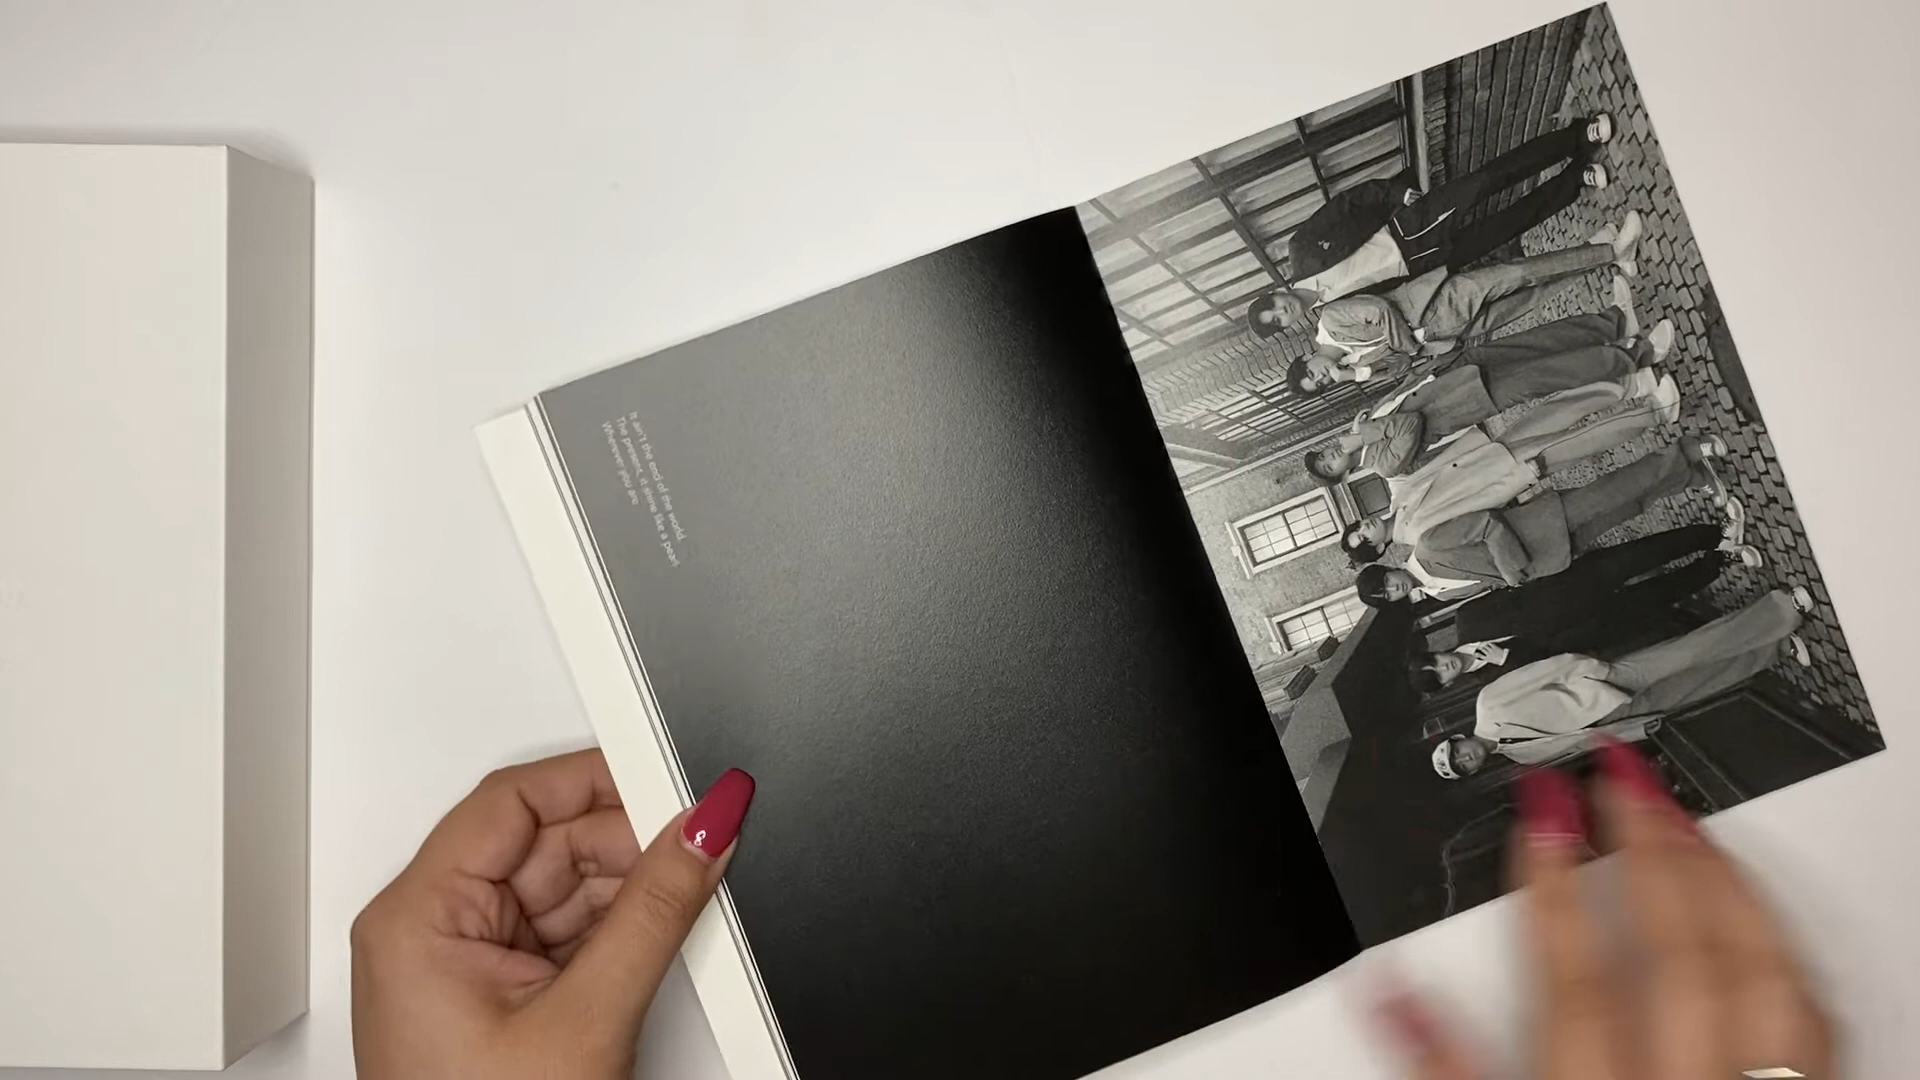 It ain't the end of the world
The present, it shine like a pearl
Wherever you are